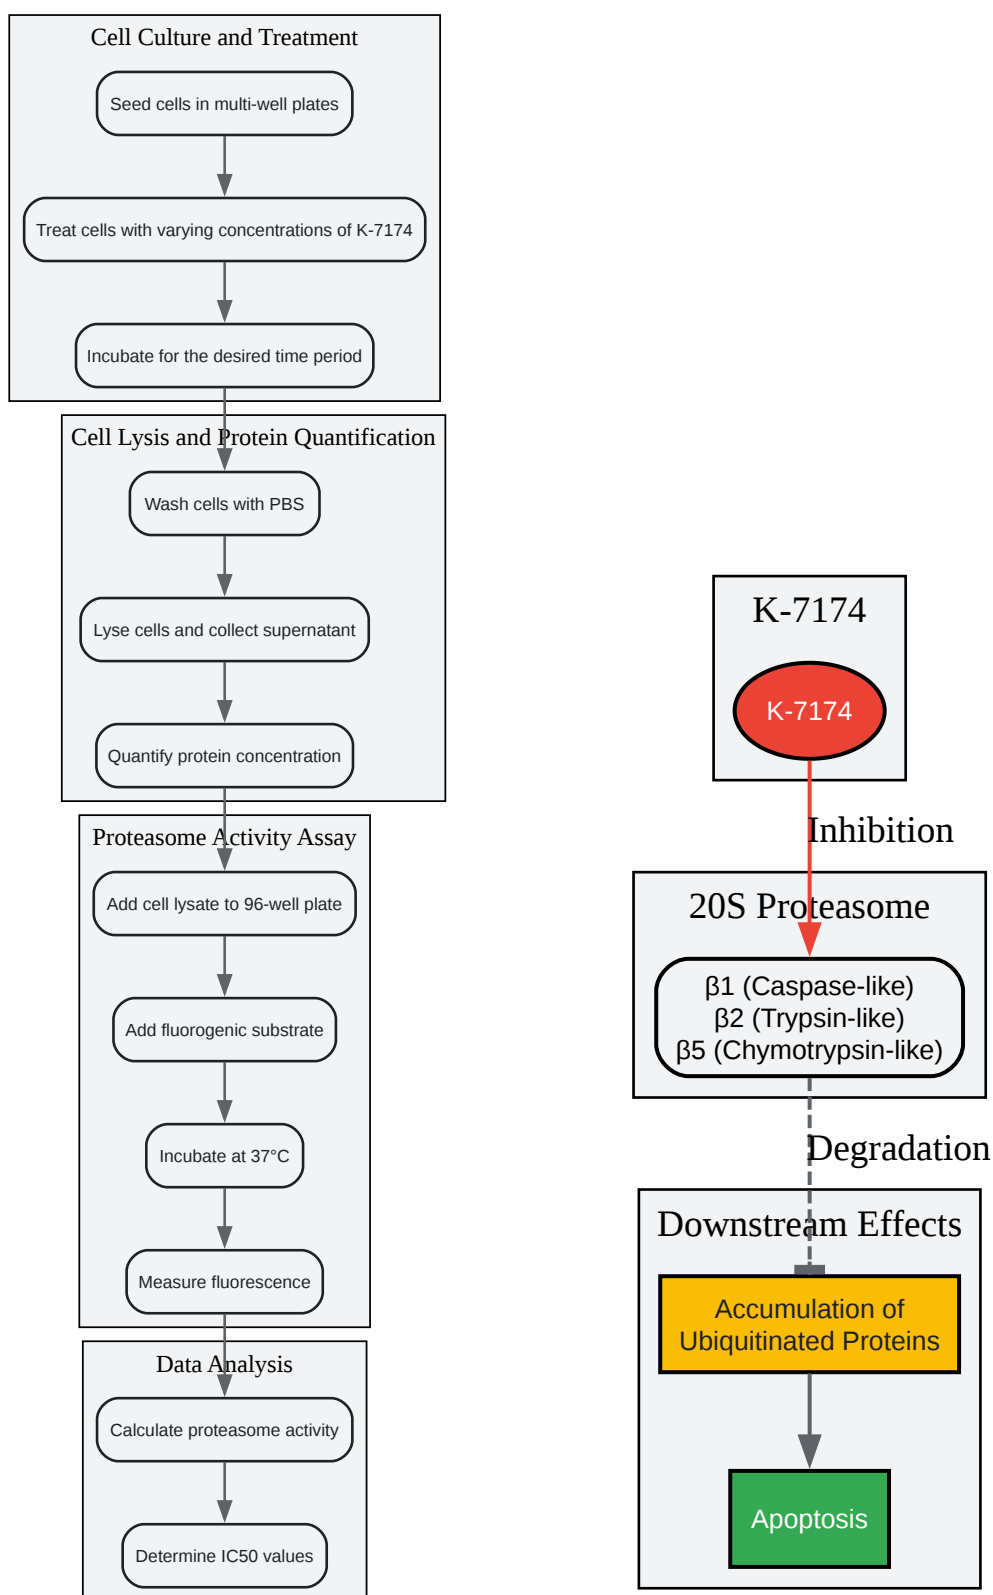 Cell Culture and Treatment
Seed cells in multi-well plates
Treat cells with varying concentrations of K-7174
Incubate for the desired time period
Cell Lysis and Protein Quantification
Wash cells with PBS
Lyse cells and collect supernatant
Quantify protein concentration
Proteasome Activity Assay
Add cell lysate to 96-well plate
Add fluorogenic substrate
Incubate at 37°C
Measure fluorescence
Data Analysis
Calculate proteasome activity
Determine IC50 values
K-7174
K-7174
Inhibition
20S Proteasome
β1 (Caspase-like)
β2 (Trypsin-like)
β5 (Chymotrypsin-like)
Degradation
Downstream Effects
Accumulation of
Ubiquitinated Proteins
Apoptosis